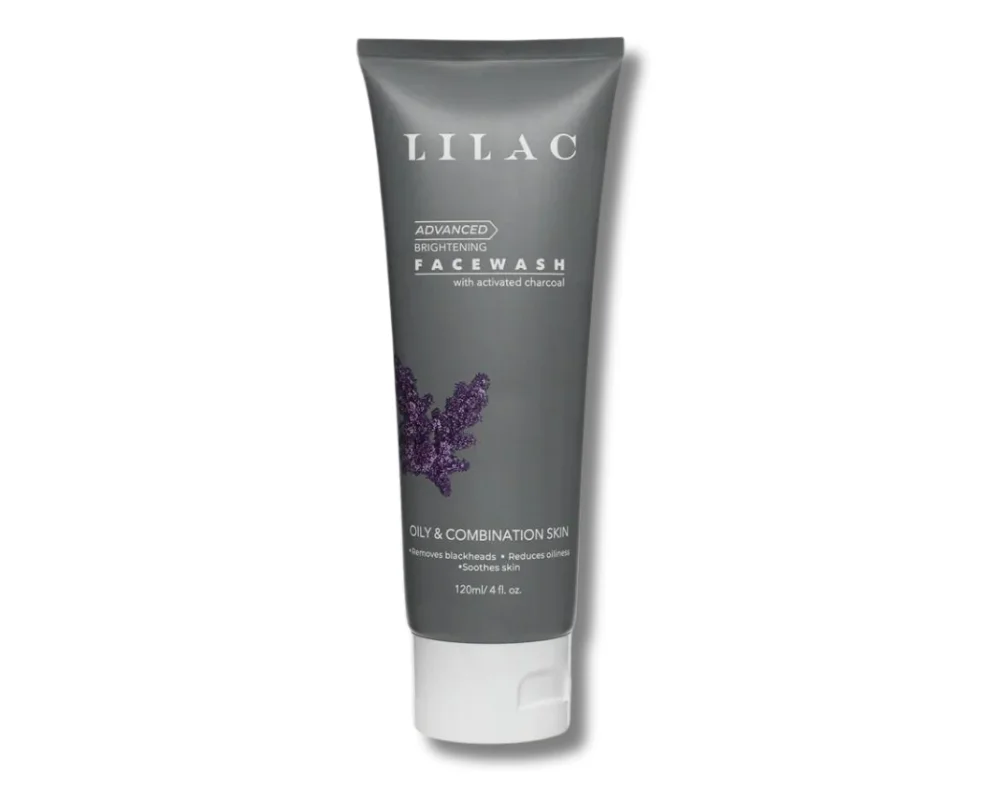 LILAC
ADVANCED
BRIGHTENING
FACEWASH
with activated charcoal
OILY & COMBINATION SKIN
•Removes blackheads • Reduces oiliness
•Soothes skin
120ml/ 4 fl. oz.